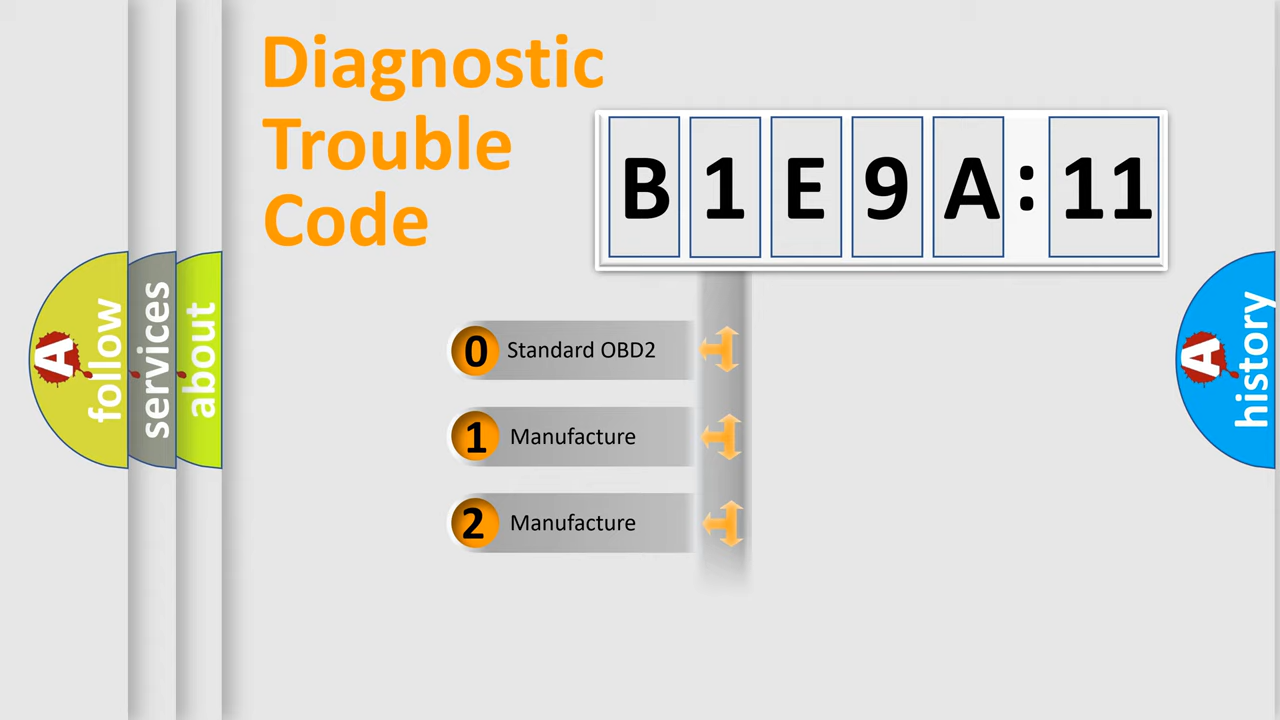 Diagnostic
Trouble
Code
B 1 E 9 A : 11
0 Standard OBD2
1 Manufacture
2 Manufacture
A follow
services
about
A history